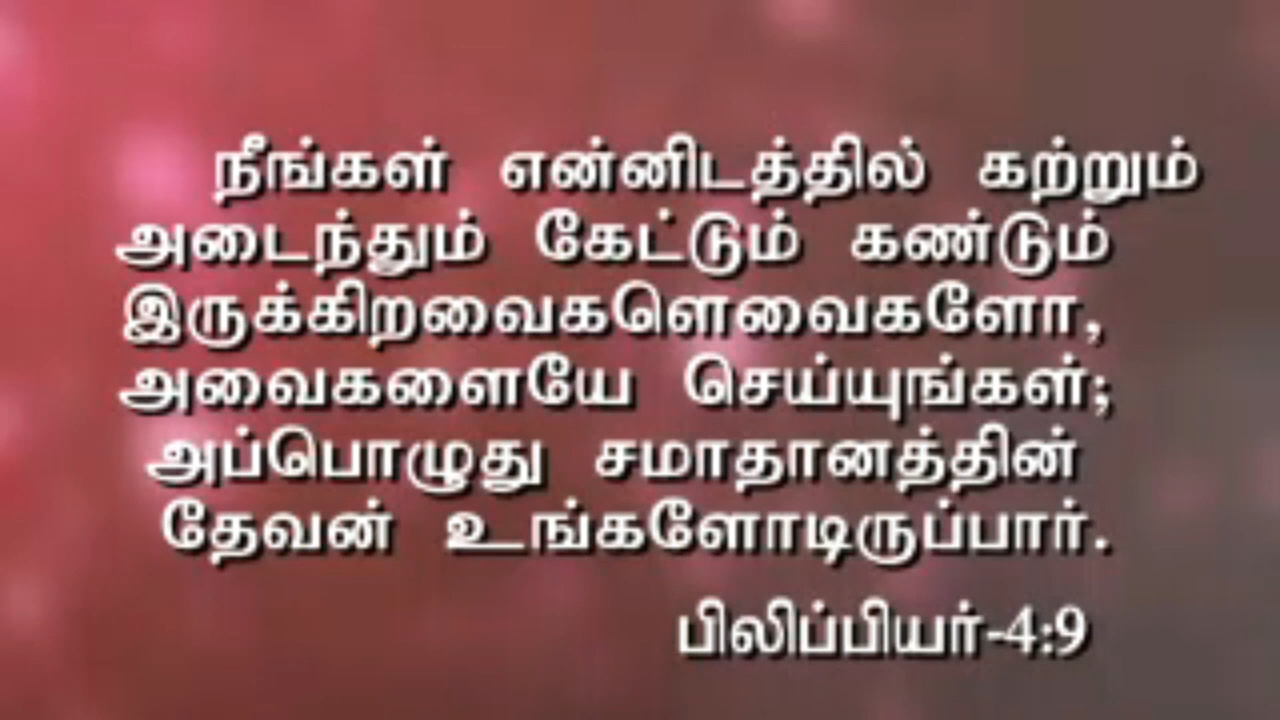 நீங்கள் என்னிடத்தில் கற்றும்
அடைந்தும் கேட்டும் கண்டும்
இருக்கிறவைகளெவைகளோ,
அவைகளையே செய்யுங்கள்;
அப்பொழுது சமாதானத்தின்
தேவன் உங்களோடிருப்பார்.
பிலிப்பியர்-4:9